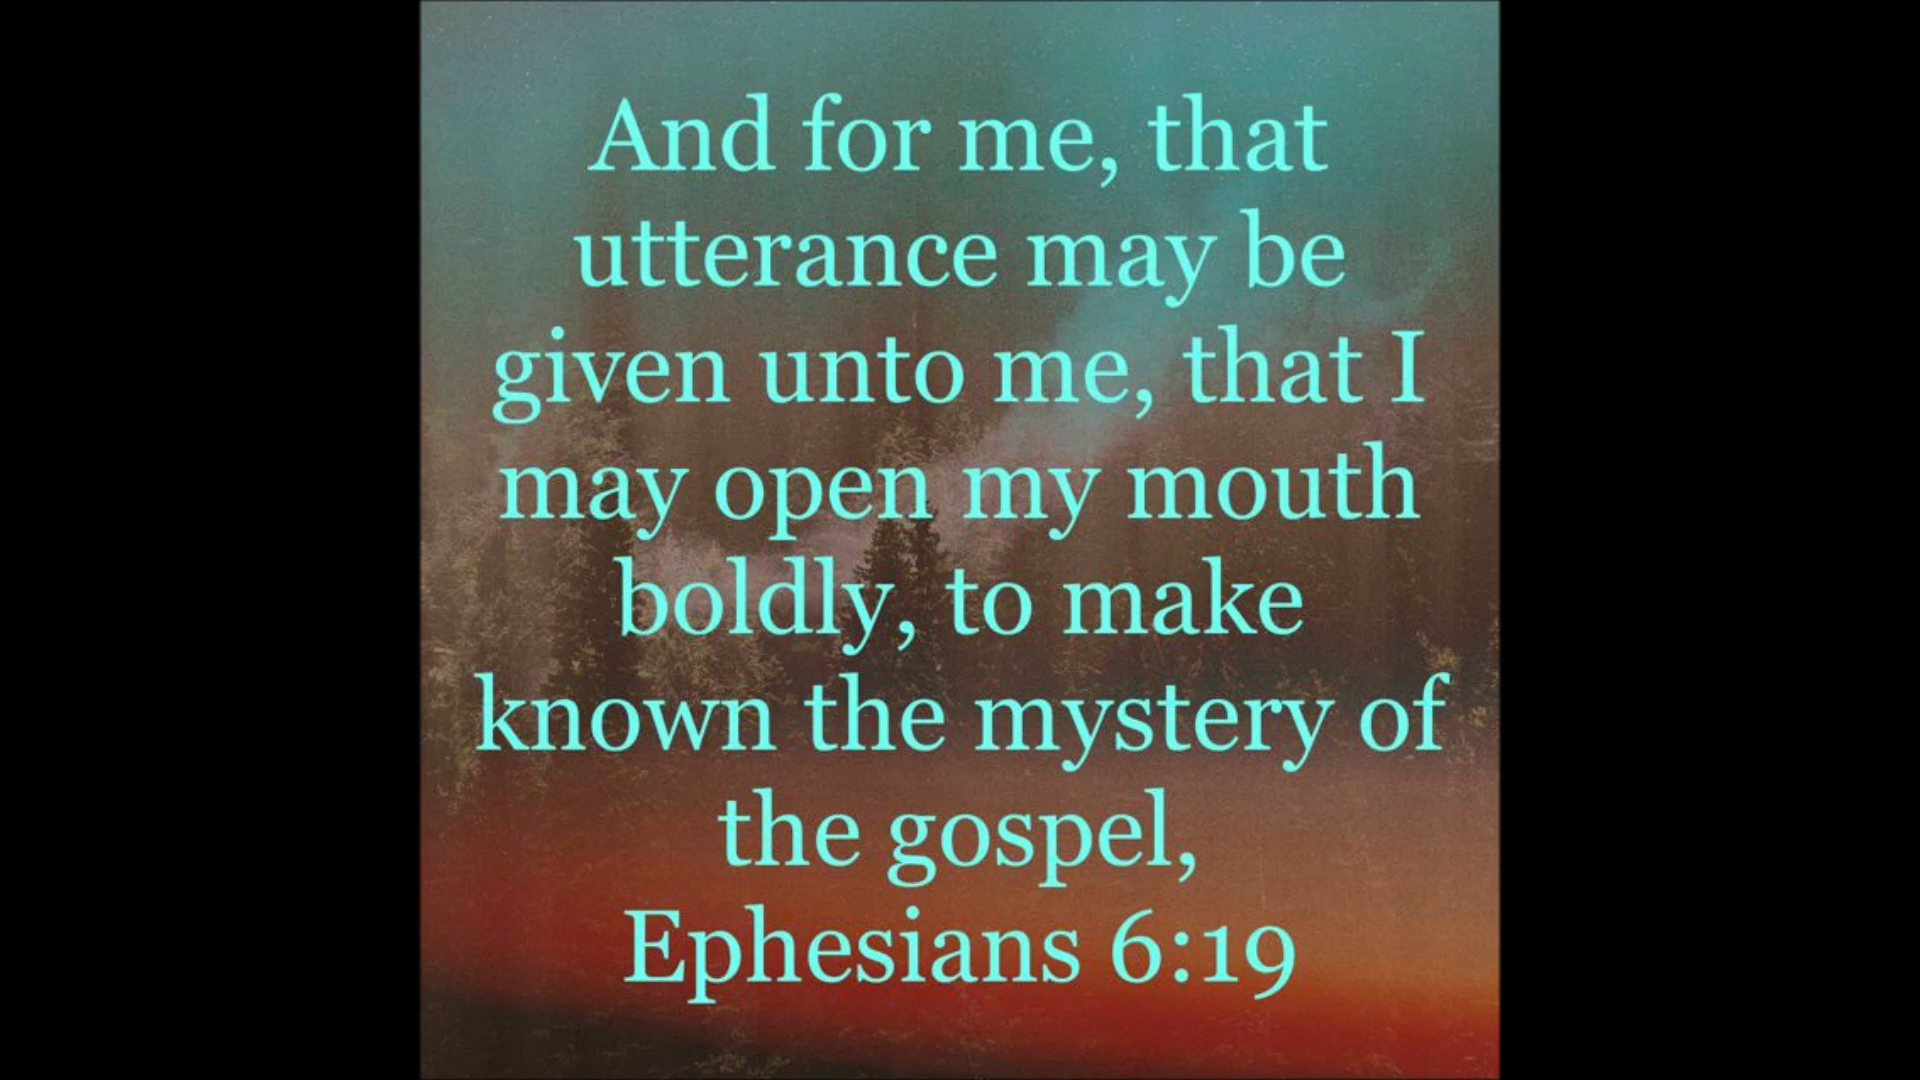 And for me, that
utterance may be
given unto me, that I
may open my mouth
boldly, to make
known the mystery of
the gospel,
Ephesians 6:19